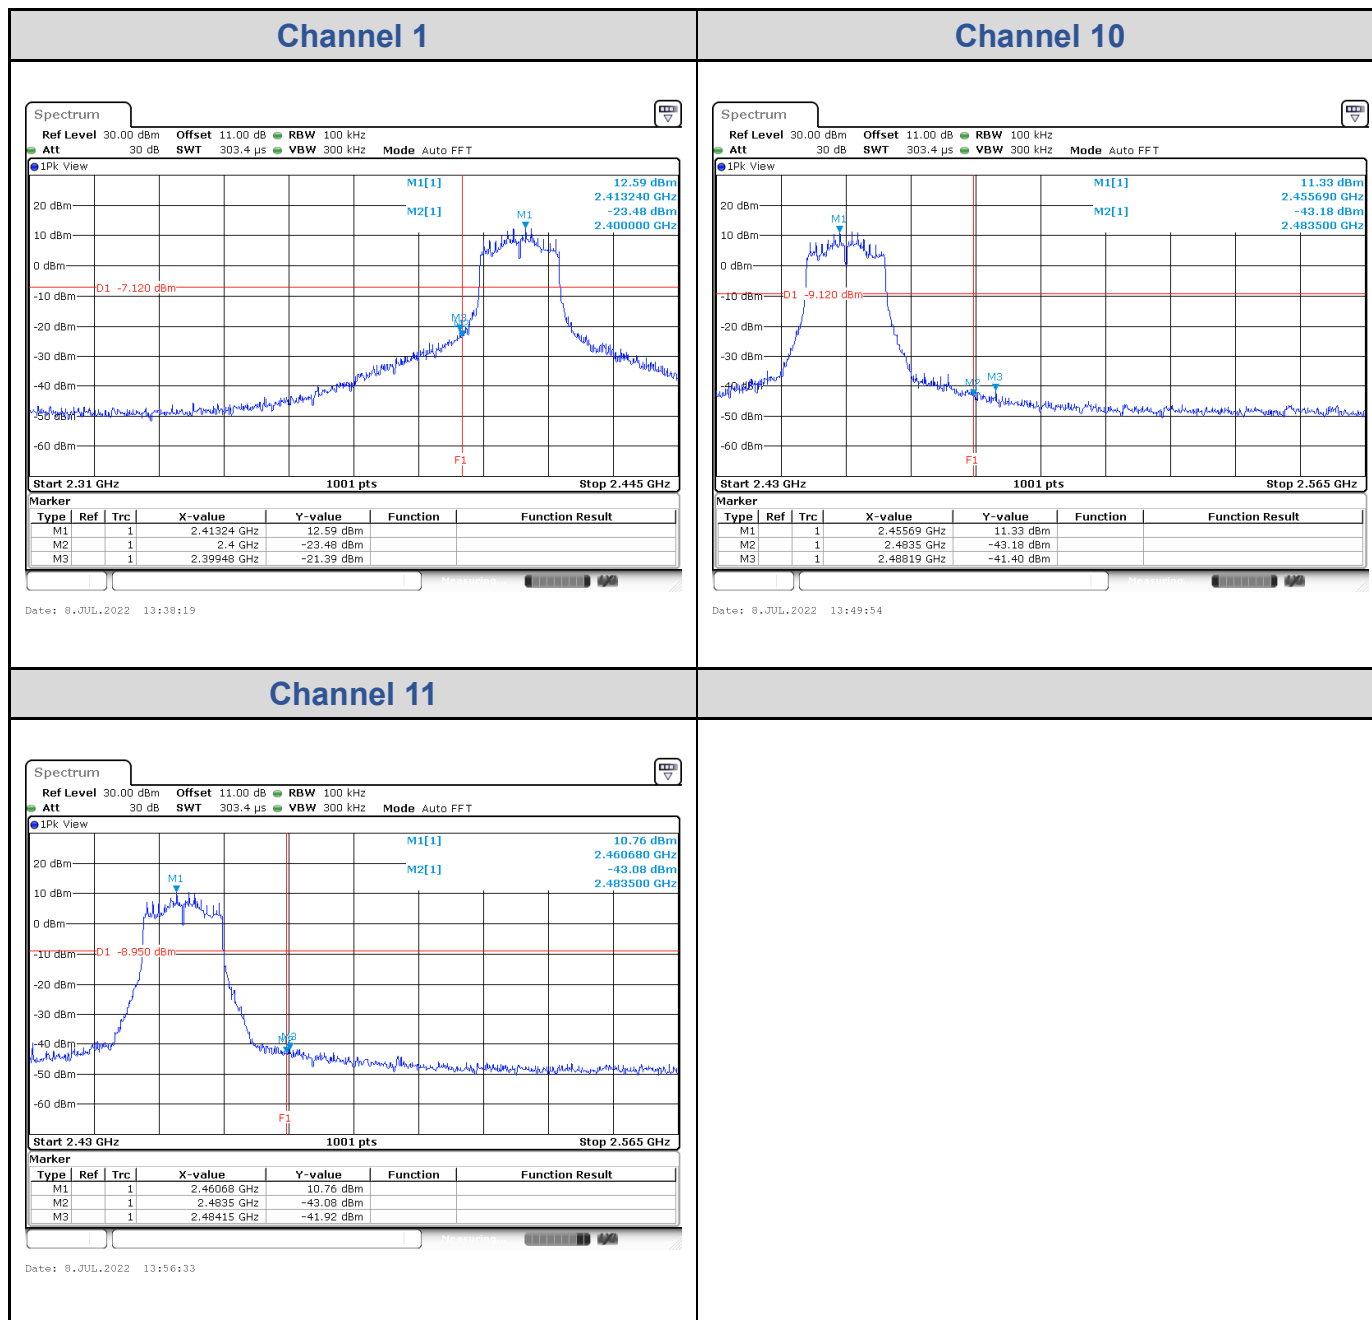 Channel 1
Channel 10
Spectrum
Ref Level 30.00 dBm Offset 11.00 dB RBW 100 kHz
Att 30 dB SWT 303.4 µs VBW 300 kHz Mode Auto FFT
1Pk View
M1[1] 12.59 dBm
2.413240 GHz
M2[1] -23.48 dBm
2.400000 GHz
20 dBm
10 dBm
0 dBm
-10 dBm
-20 dBm
-30 dBm
-40 dBm
-50 dBm
-60 dBm
D1 -7.120 dBm
M1
M3
F1
Start 2.31 GHz 1001 pts Stop 2.445 GHz
Marker
Type Ref Trc X-value Y-value Function Function Result
M1 1 2.41324 GHz 12.59 dBm
M2 1 2.4 GHz -23.48 dBm
M3 1 2.39948 GHz -21.39 dBm
Measuring...
Date: 8.JUL.2022 13:38:19
Spectrum
Ref Level 30.00 dBm Offset 11.00 dB RBW 100 kHz
Att 30 dB SWT 303.4 µs VBW 300 kHz Mode Auto FFT
1Pk View
M1[1] 11.33 dBm
2.455690 GHz
M2[1] -43.18 dBm
2.483500 GHz
20 dBm
10 dBm
0 dBm
-10 dBm
-20 dBm
-30 dBm
-40 dBm
-50 dBm
-60 dBm
D1 -9.120 dBm
M1
M2
M3
F1
Start 2.43 GHz 1001 pts Stop 2.565 GHz
Marker
Type Ref Trc X-value Y-value Function Function Result
M1 1 2.45569 GHz 11.33 dBm
M2 1 2.4835 GHz -43.18 dBm
M3 1 2.48819 GHz -41.40 dBm
Measuring...
Date: 8.JUL.2022 13:49:54
Channel 11
Spectrum
Ref Level 30.00 dBm Offset 11.00 dB RBW 100 kHz
Att 30 dB SWT 303.4 µs VBW 300 kHz Mode Auto FFT
1Pk View
M1[1] 10.76 dBm
2.460680 GHz
M2[1] -43.08 dBm
2.483500 GHz
20 dBm
10 dBm
0 dBm
-10 dBm
-20 dBm
-30 dBm
-40 dBm
-50 dBm
-60 dBm
D1 -8.950 dBm
M1
M3
F1
Start 2.43 GHz 1001 pts Stop 2.565 GHz
Marker
Type Ref Trc X-value Y-value Function Function Result
M1 1 2.46068 GHz 10.76 dBm
M2 1 2.4835 GHz -43.08 dBm
M3 1 2.48415 GHz -41.92 dBm
Measuring...
Date: 8.JUL.2022 13:56:33